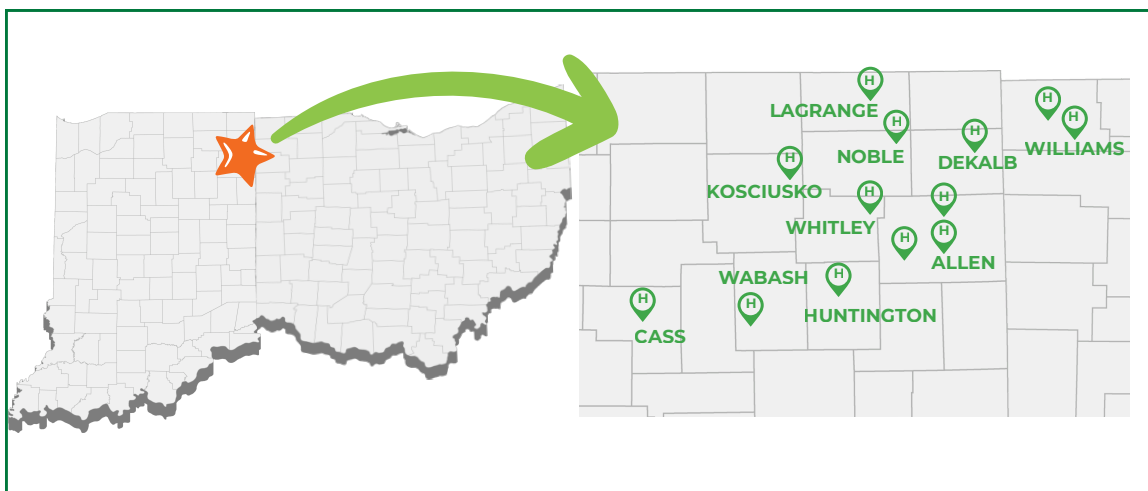 H
LAGRANGE
H
H
H
NOBLE
H
DEKALB
WILLIAMS
H
KOSCIUSKO
H
WHITLEY
H
H
H
ALLEN
WABASH
H
HUNTINGTON
H
CASS
H